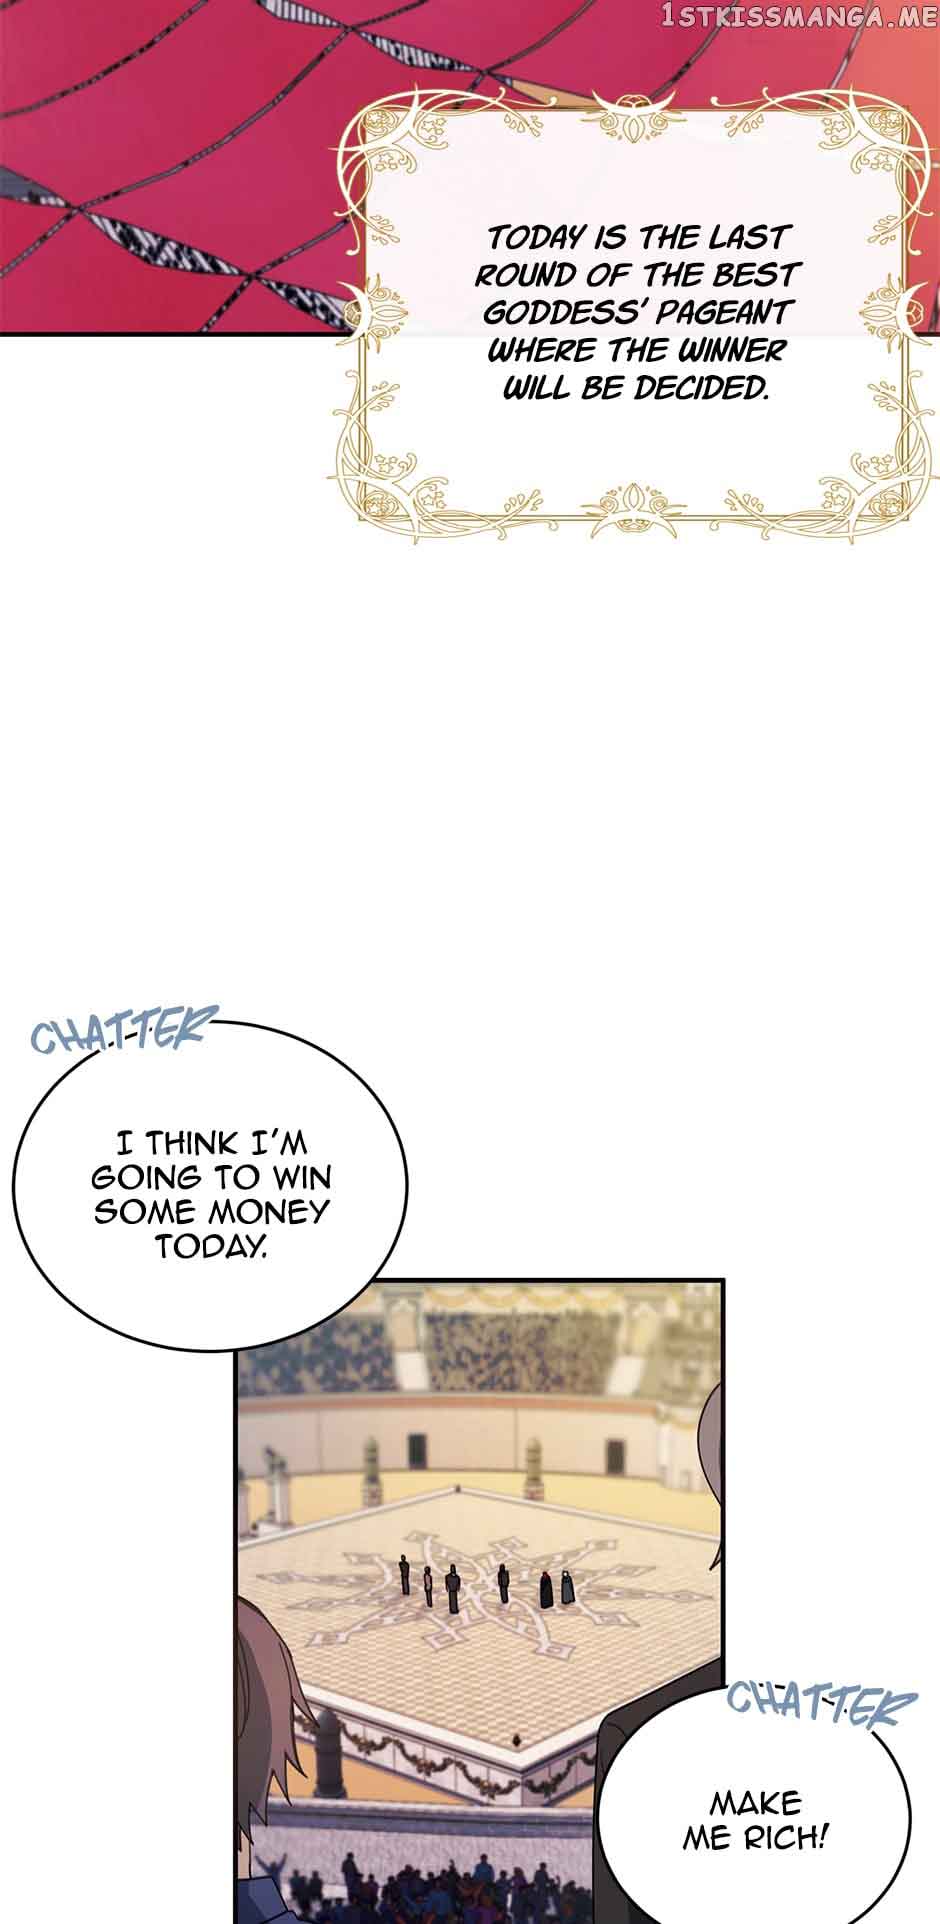 1STKISSMANGA.ME
TODAY IS THE LAST
ROUND OF THE BEST
GODDESS' PAGEANT
WHERE THE WINNER
WILL BE DECIDED.
CHATTER
I THINK I'M
GOING TO WIN
SOME MONEY
TODAY.
CHATTER
MAKE
ME RICH!